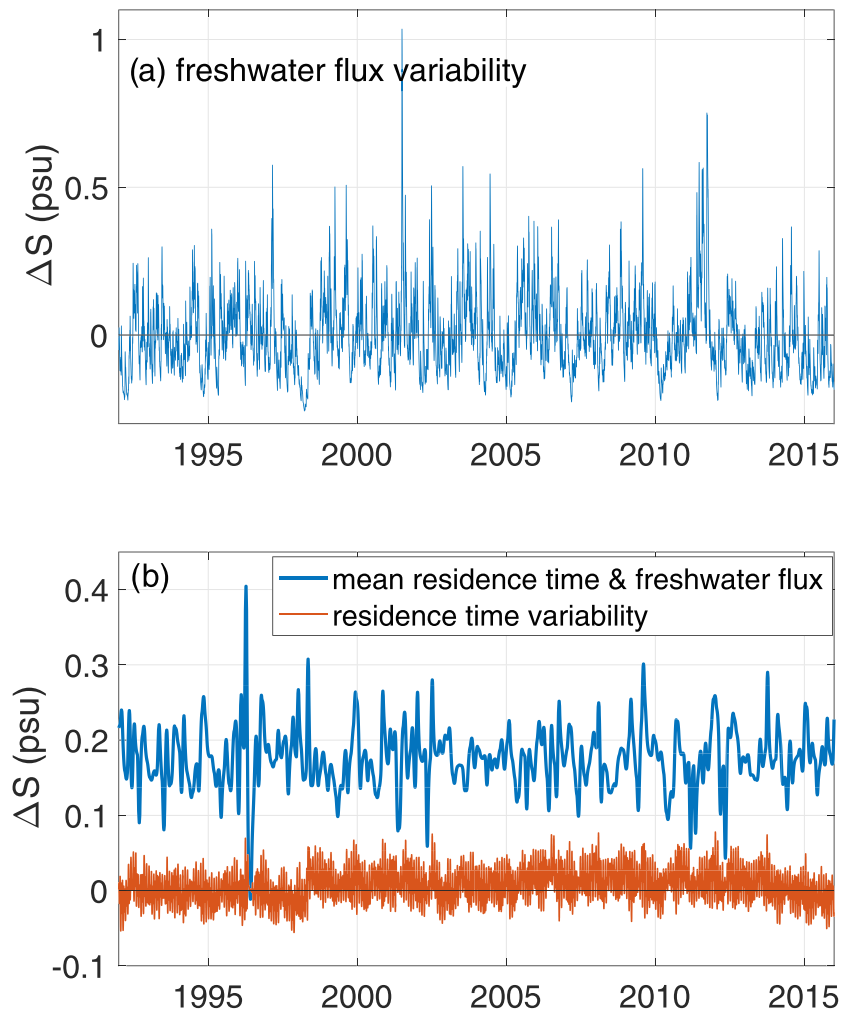 (a) freshwater flux variability
ΔS (psu)
1
0.5
0
1995 2000 2005 2010 2015
(b)
mean residence time & freshwater flux
residence time variability
ΔS (psu)
0.4
0.3
0.2
0.1
0
-0.1
1995 2000 2005 2010 2015